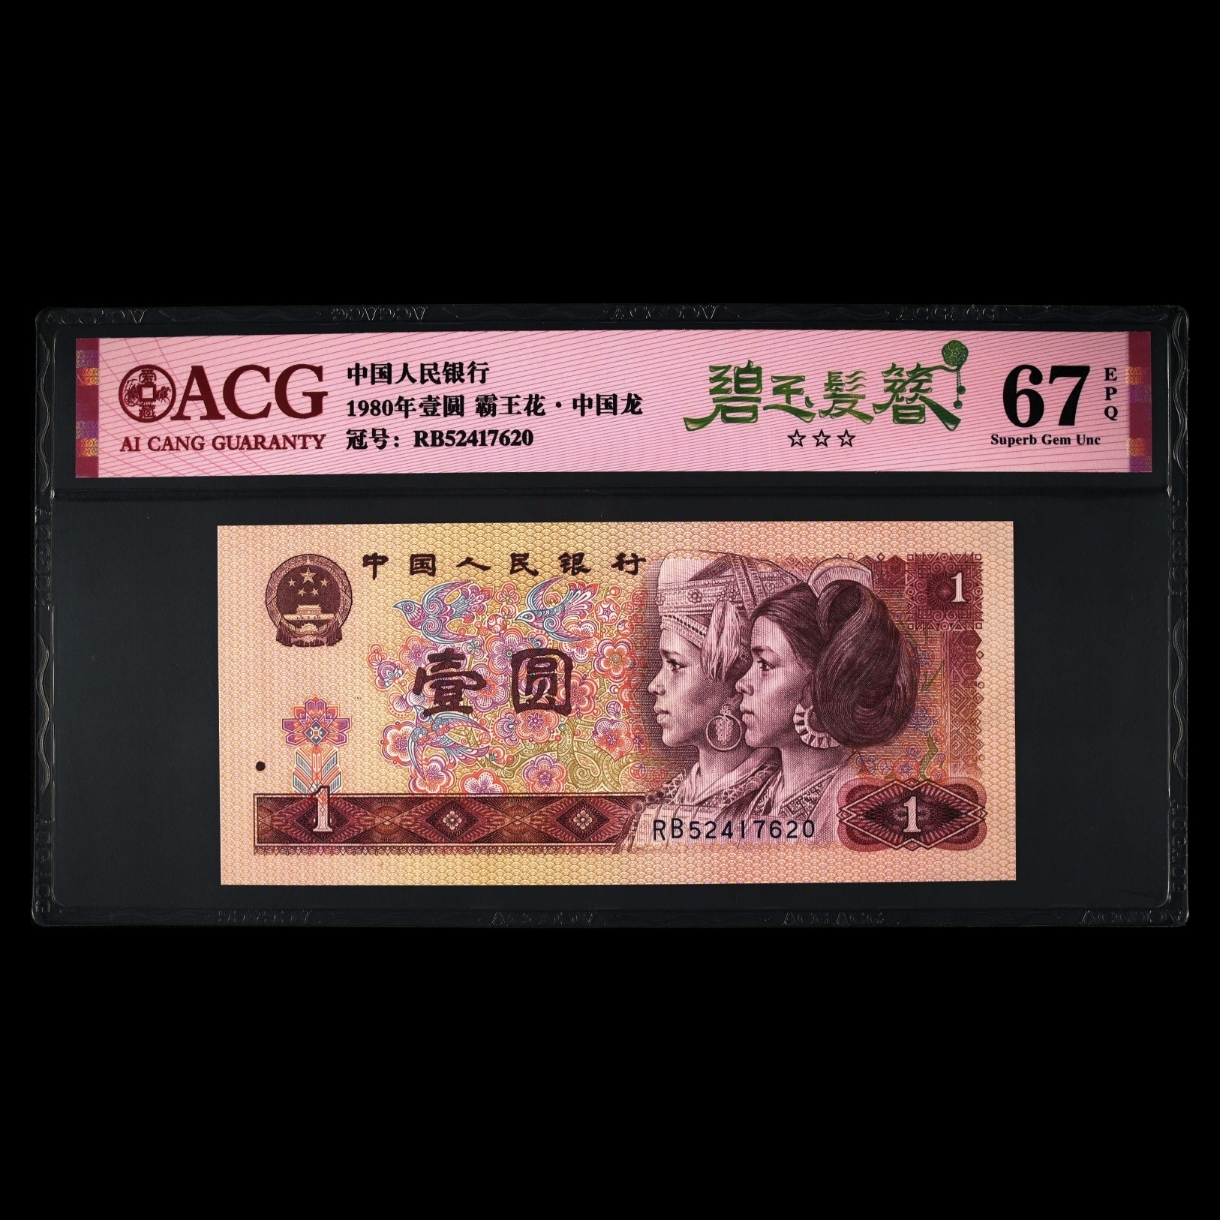 ACG
AI CANG GUARANTY
中国人民银行
1980年壹圆 霸王花·中国龙
冠号：RB52417620
碧玉髮簪
☆☆☆
67
EPQ
Superb Gem Unc
中国人民银行
1
壹圆
1
RB52417620
1